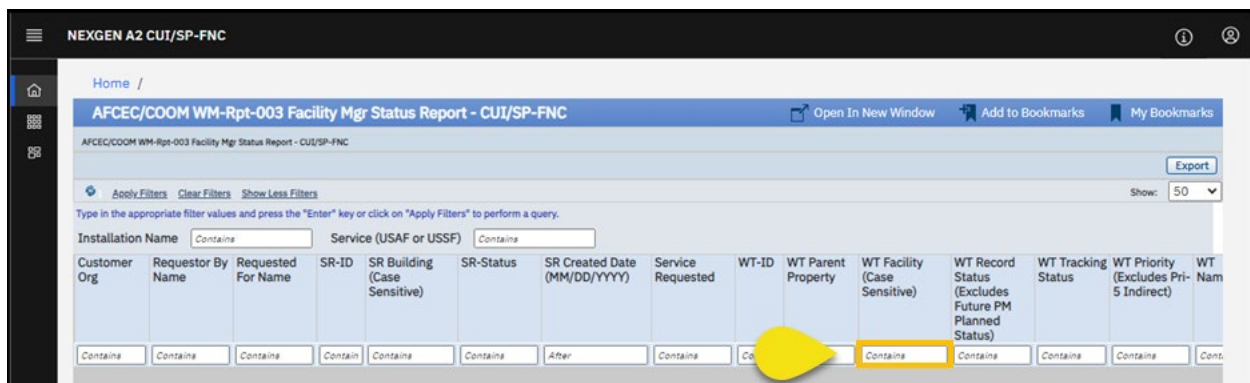 NEXGEN A2 CUI/SP-FNC
Home /
AFCEC/COOM WM-Rpt-003 Facility Mgr Status Report - CUI/SP-FNC
Open In New Window
Add to Bookmarks
My Bookmarks
AFCEC/COOM WM-Rpt-003 Facility Mgr Status Report - CUI/SP-FNC
Export
Apply Filters Clear Filters Show Less Filters
Show: 50
Type in the appropriate filter values and press the "Enter" key or click on "Apply Filters" to perform a query.
Installation Name Contains Service (USAF or USSF) Contains
Customer Org
Requestor By Name
Requested For Name
SR-ID
SR Building (Case Sensitive)
SR-Status
SR Created Date (MM/DD/YYYY)
Service Requested
WT-ID
WT Parent Property
WT Facility (Case Sensitive)
WT Record Status (Excludes Future PM Planned Status)
WT Tracking Status
WT Priority (Excludes Pri-5 Indirect)
WT Nam
Contains Contains Contains Contain Contains Contains After Contains Contains Contains Contains Contains